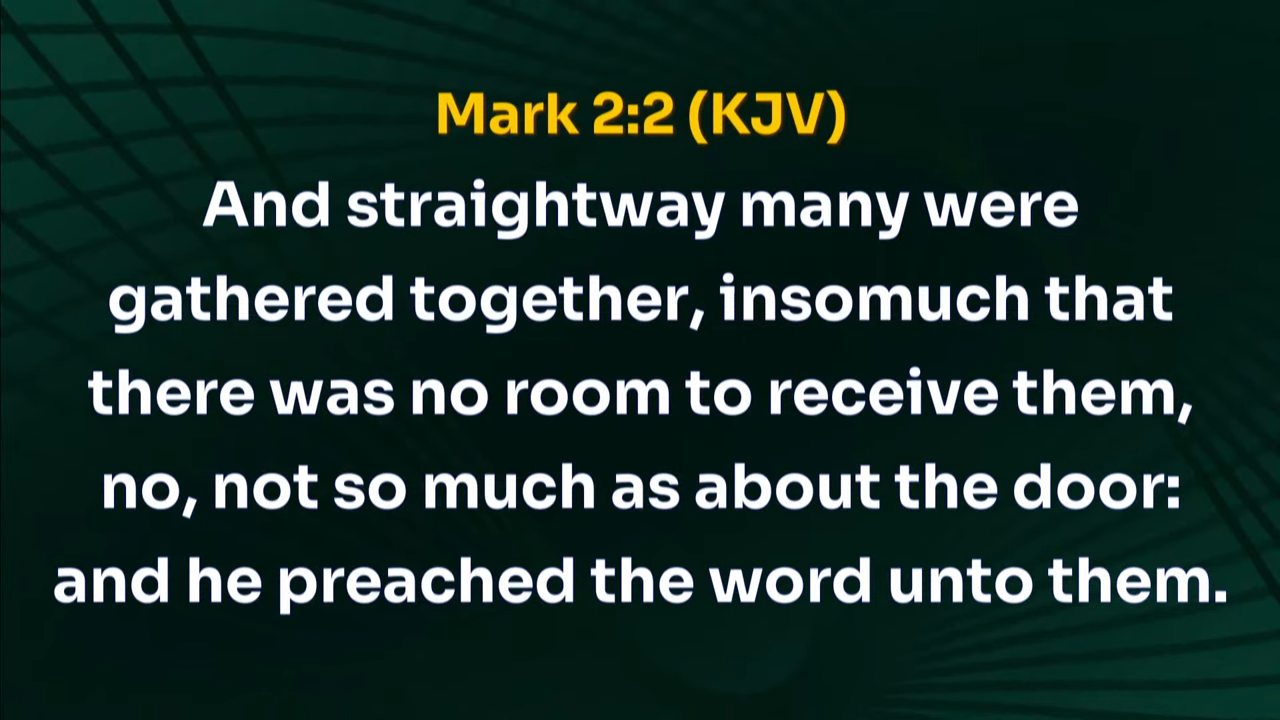 Mark 2:2 (KJV)
And straightway many were
gathered together, insomuch that
there was no room to receive them,
no, not so much as about the door:
and he preached the word unto them.